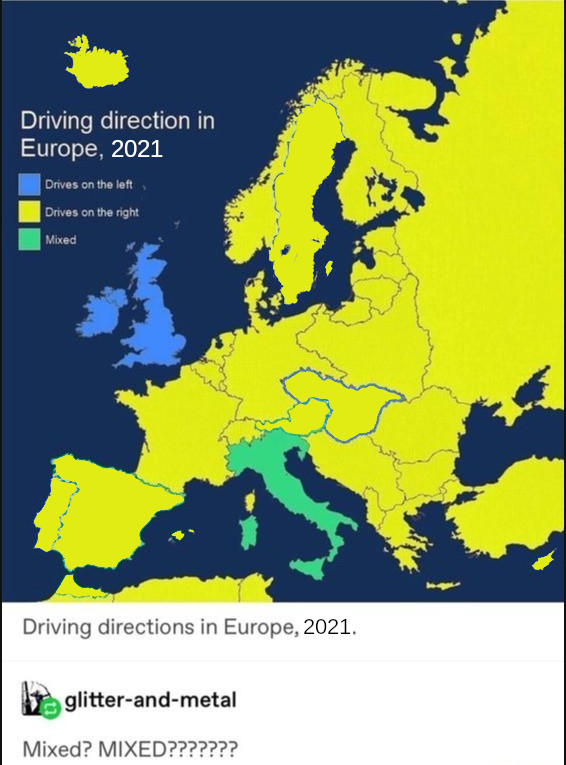 Driving direction in
Europe, 2021
Drives on the left
Drives on the right
Mixed
Driving directions in Europe, 2021.
glitter-and-metal
Mixed? MIXED???????